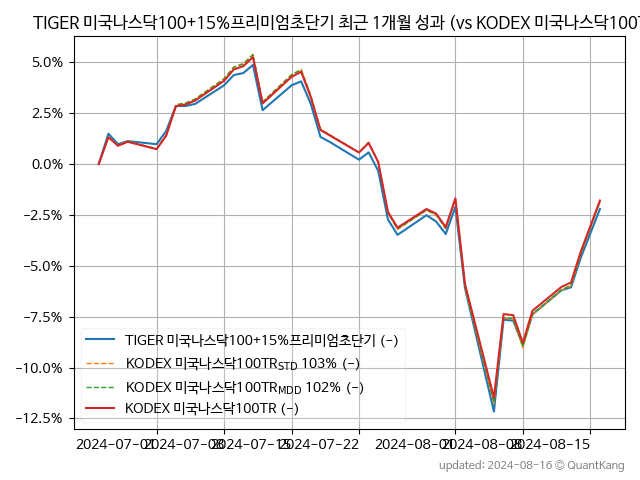 TIGER 미국나스닥100+15%프리미엄초단기 최근 1개월 성과 (vs KODEX 미국나스닥100T
5.0%
2.5%
0.0%
−2.5%
−5.0%
−7.5%
−10.0%
−12.5%
TIGER 미국나스닥100+15%프리미엄초단기 (-)
KODEX 미국나스닥100TRSTD 103% (-)
KODEX 미국나스닥100TRMDD 102% (-)
KODEX 미국나스닥100TR (-)
2024-07-01 2024-07-08 2024-07-15 2024-07-22 2024-08-01 2024-08-08 2024-08-15
updated: 2024-08-16 © QuantKang